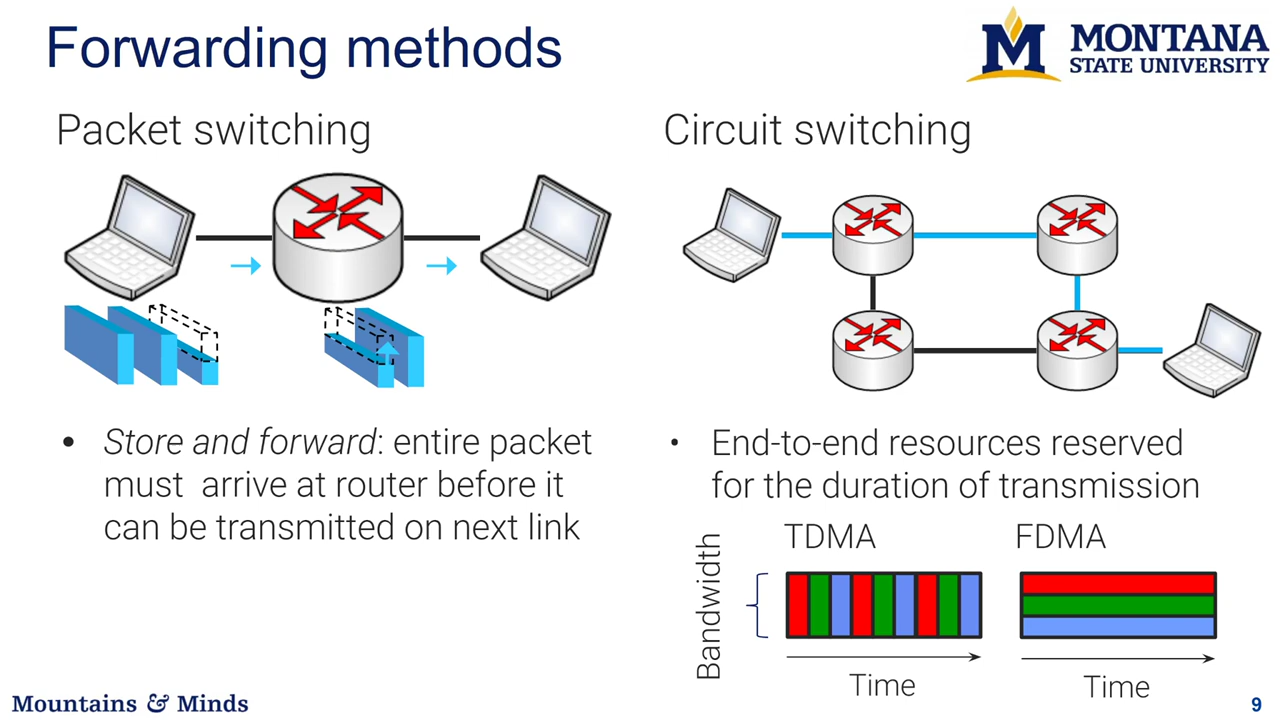 Forwarding methods
MONTANA
STATE UNIVERSITY
Packet switching
• Store and forward: entire packet
must arrive at router before it
can be transmitted on next link
Circuit switching
• End-to-end resources reserved
for the duration of transmission
TDMA
FDMA
Bandwidth
Time
Time
Mountains & Minds
9